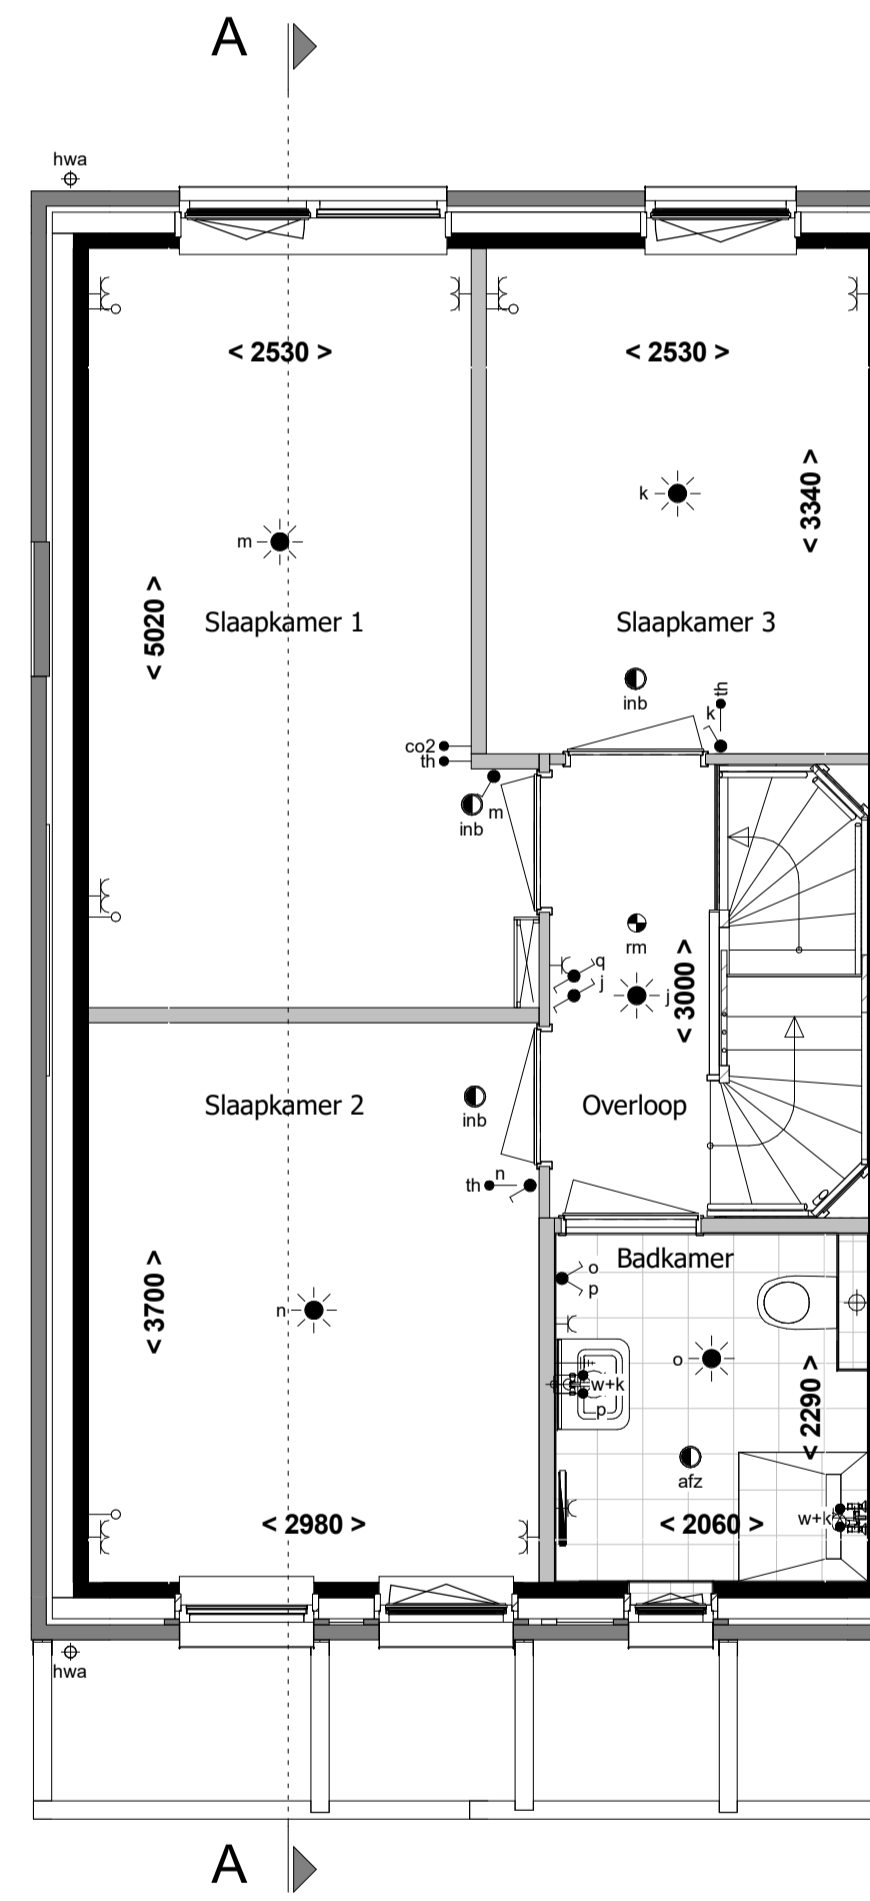 A
hwa
< 2530 >
< 2530 >
k
< 3340 >
m
< 5020 >
Slaapkamer 1
Slaapkamer 3
inb
th
k
co2
th
m
inb
rm
q
j
j
< 3000 >
Slaapkamer 2
inb
Overloop
n
th
Badkamer
o
p
n
< 3700 >
o
w+k
p
< 2290 >
afz
w+k
< 2980 >
< 2060 >
hwa
A